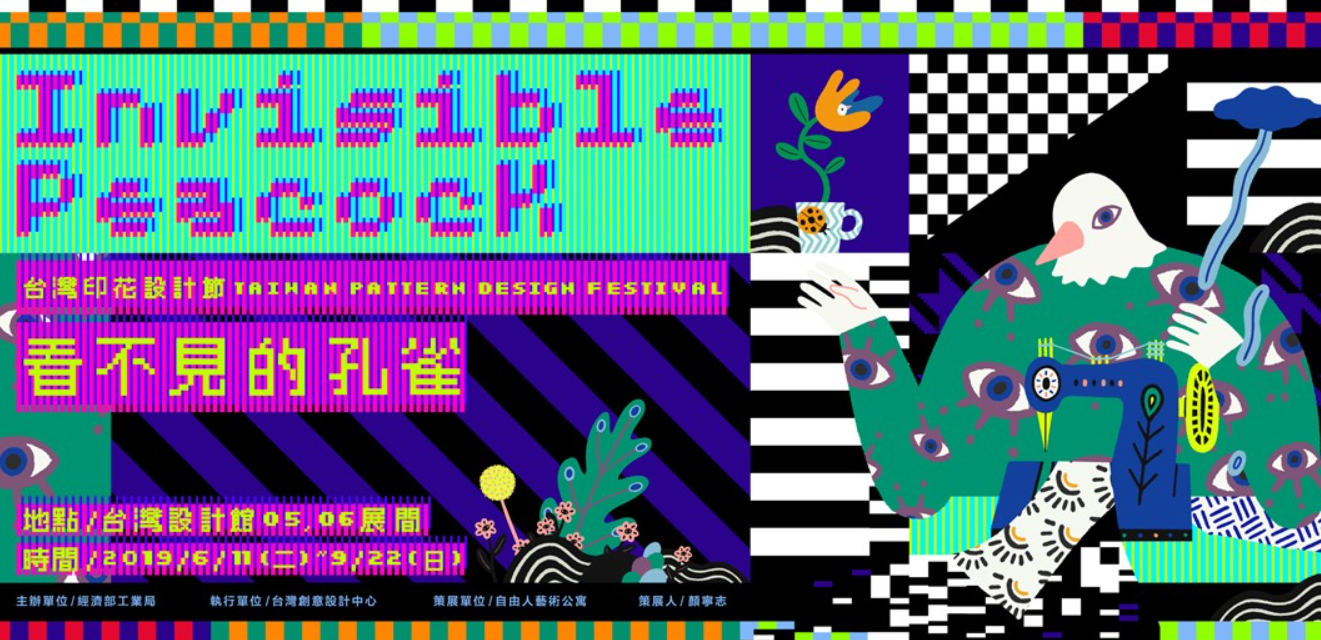 Invisible
Peacock
台灣印花設計節 TAIWAN PATTERN DESIGN FESTIVAL
看不見的孔雀
地點/台灣設計館05,06展間
時間/2019/6/11(二)~9/22(日)
主辦單位/經濟部工業局 執行單位/台灣創意設計中心 策展單位/自由人藝術公寓 策展人/顏寧志